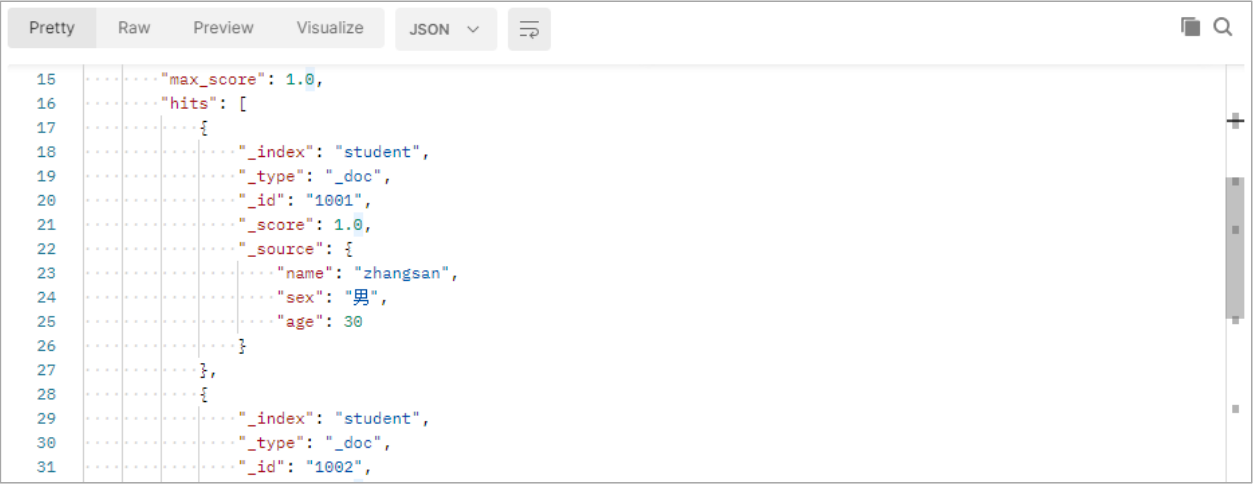 Pretty Raw Preview Visualize JSON
15 "max_score": 1.0,
16 "hits": [
17 {
18 "_index": "student",
19 "_type": "_doc",
20 "_id": "1001",
21 "_score": 1.0,
22 "_source": {
23 "name": "zhangsan",
24 "sex": "男",
25 "age": 30
26 }
27 },
28 {
29 "_index": "student",
30 "_type": "_doc",
31 "_id": "1002",